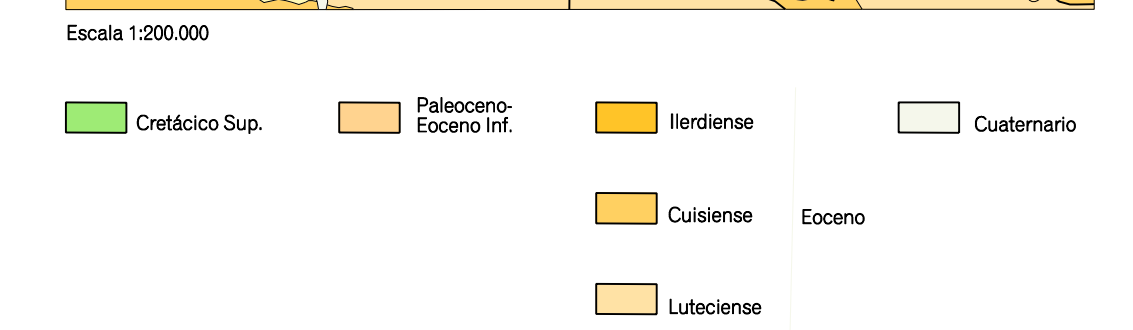 Escala 1:200.000
Cretácico Sup.
Paleoceno-
Eoceno Inf.
Ilerdiense
Cuaternario
Cuisiense
Eoceno
Luteciense